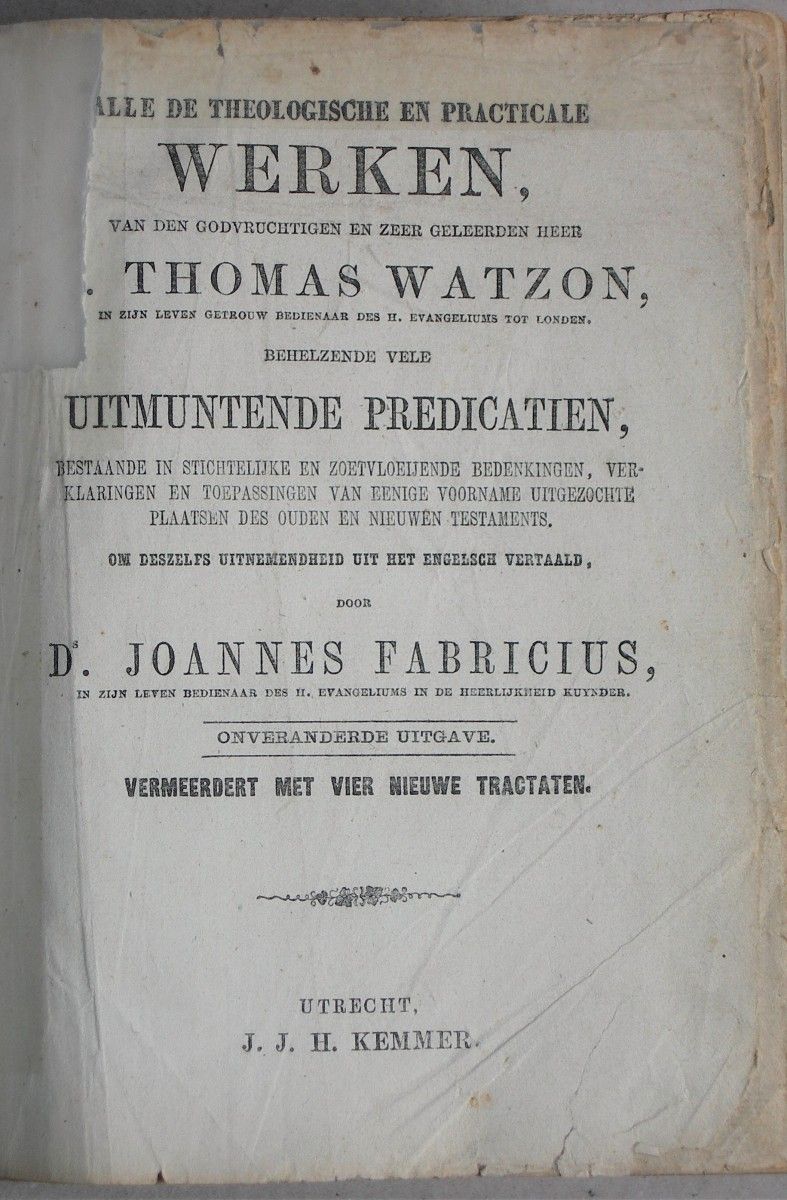 ALLE DE THEOLOGISCHE EN PRACTICALE
WERKEN,
VAN DEN GODVRUCHTIGEN EN ZEER GELEERDEN HEER
. THOMAS WATZON,
IN ZIJN LEVEN GETROUW BEDIENAAR DES H. EVANGELIUMS TOT LONDEN.
BEHELZENDE VELE
UITMUNTENDE PREDICATIEN,
BESTAANDE IN STICHTELIJKE EN ZOETVLOEIJENDE BEDENKINGEN, VER-
KLARINGEN EN TOEPASSINGEN VAN EENIGE VOORNAME UITGEZOCHTE
PLAATSEN DES OUDEN EN NIEUWEN TESTAMENTS.
OM DESZELFS UITNEMENDHEID UIT HET ENGELSCH VERTAALD,
DOOR
Ds. JOANNES FABRICIUS,
IN ZIJN LEVEN BEDIENAAR DES H. EVANGELIUMS IN DE HEERLIJKHEID KUYNDER.
ONVERANDERDE UITGAVE.
VERMEERDERT MET VIER NIEUWE TRACTATEN.
UTRECHT,
J. J. H. KEMMER.